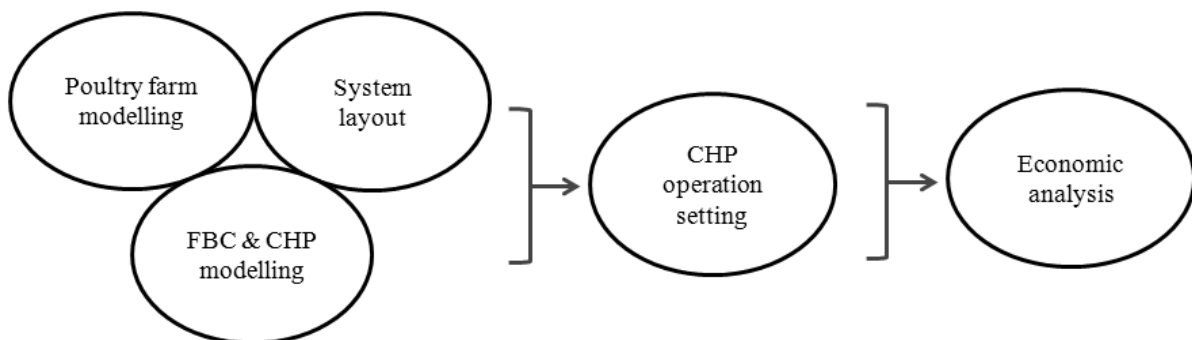 Poultry farm
modelling
System
layout
FBC & CHP
modelling
CHP
operation
setting
Economic
analysis